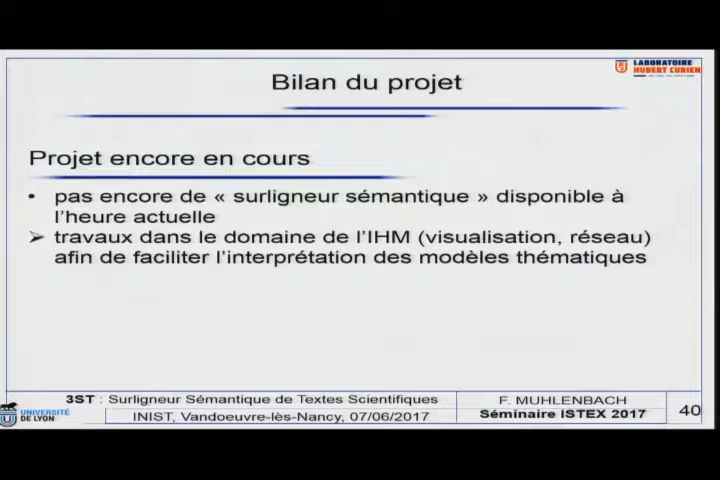 LABORATOIRE
HUBERT CURIEN
Bilan du projet
Projet encore en cours
• pas encore de « surligneur sémantique » disponible à
l'heure actuelle
➢ travaux dans le domaine de l'IHM (visualisation, réseau)
afin de faciliter l'interprétation des modèles thématiques
3ST : Surligneur Sémantique de Textes Scientifiques
F. MUHLENBACH
UNIVERSITÉ
DE LYON
INIST, Vandoeuvre-lès-Nancy, 07/06/2017
Séminaire ISTEX 2017
40